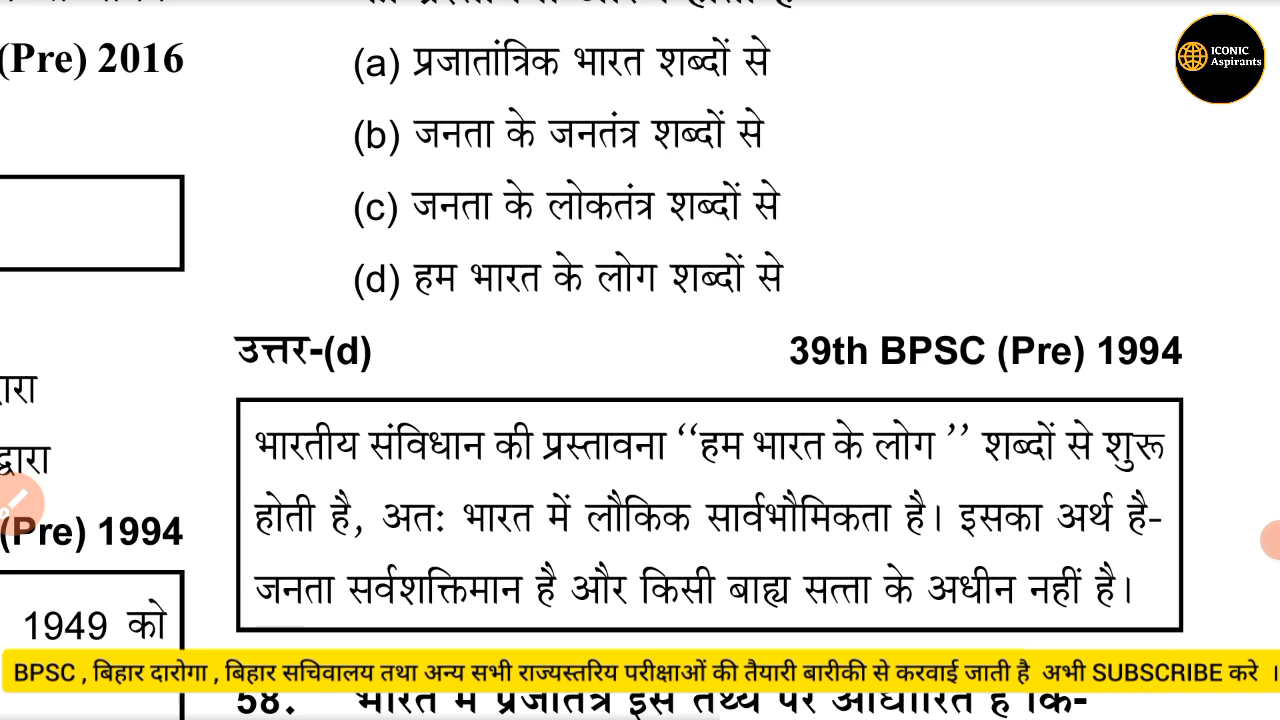 (Pre) 2016
1949 को
(Pre) 1994
(a) प्रजातांत्रिक भारत शब्दों से
(b) जनता के जनतंत्र शब्दों से
(c) जनता के लोकतंत्र शब्दों से
(d) हम भारत के लोग शब्दों से
उत्तर-(d) 39th BPSC (Pre) 1994
भारतीय संविधान की प्रस्तावना ‘‘हम भारत के लोग ’’ शब्दों से शुरू
होती है, अत: भारत में लौकिक सार्वभौमिकता है। इसका अर्थ है-
जनता सर्वशक्तिमान है और किसी बाह्य सत्ता के अधीन नहीं है।
58. भारत में प्रजातंत्र इस तथ्य पर आधारित है कि-
ICONIC
Aspirants
BPSC , बिहार दारोगा , बिहार सचिवालय तथा अन्य सभी राज्यस्तरिय परीक्षाओं की तैयारी बारीकी से करवाई जाती है अभी SUBSCRIBE करे ।